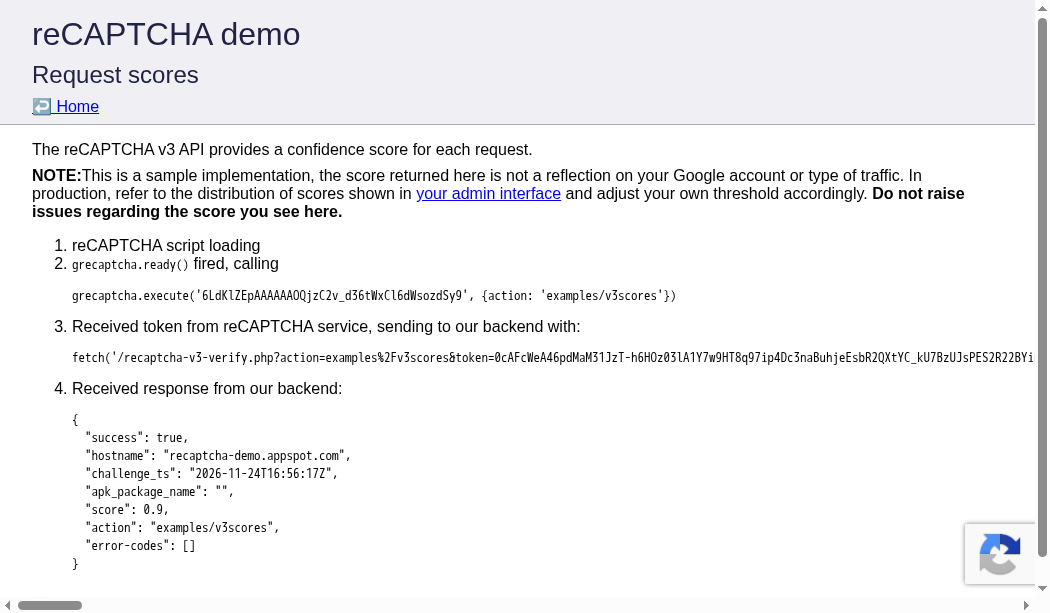 reCAPTCHA demo
Request scores
Home
The reCAPTCHA v3 API provides a confidence score for each request.
NOTE:This is a sample implementation, the score returned here is not a reflection on your Google account or type of traffic. In
production, refer to the distribution of scores shown in your admin interface and adjust your own threshold accordingly. Do not raise
issues regarding the score you see here.
1. reCAPTCHA script loading
2. grecaptcha.ready() fired, calling
grecaptcha.execute('6LdKlZEpAAAAAAOQjzC2v_d36tWxCl6dWsozdSy9', {action: 'examples/v3scores'})
3. Received token from reCAPTCHA service, sending to our backend with:
fetch('/recaptcha-v3-verify.php?action=examples%2Fv3scores&token=0cAFcWeA46pdMaM31JzT-h6HOz03lA1Y7w9HT8q97ip4Dc3naBuhjeEsbR2QXtYC_kU7BzUJsPES2R22BYi
4. Received response from our backend:
{
"success": true,
"hostname": "recaptcha-demo.appspot.com",
"challenge_ts": "2026-11-24T16:56:17Z",
"apk_package_name": "",
"score": 0.9,
"action": "examples/v3scores",
"error-codes": []
}